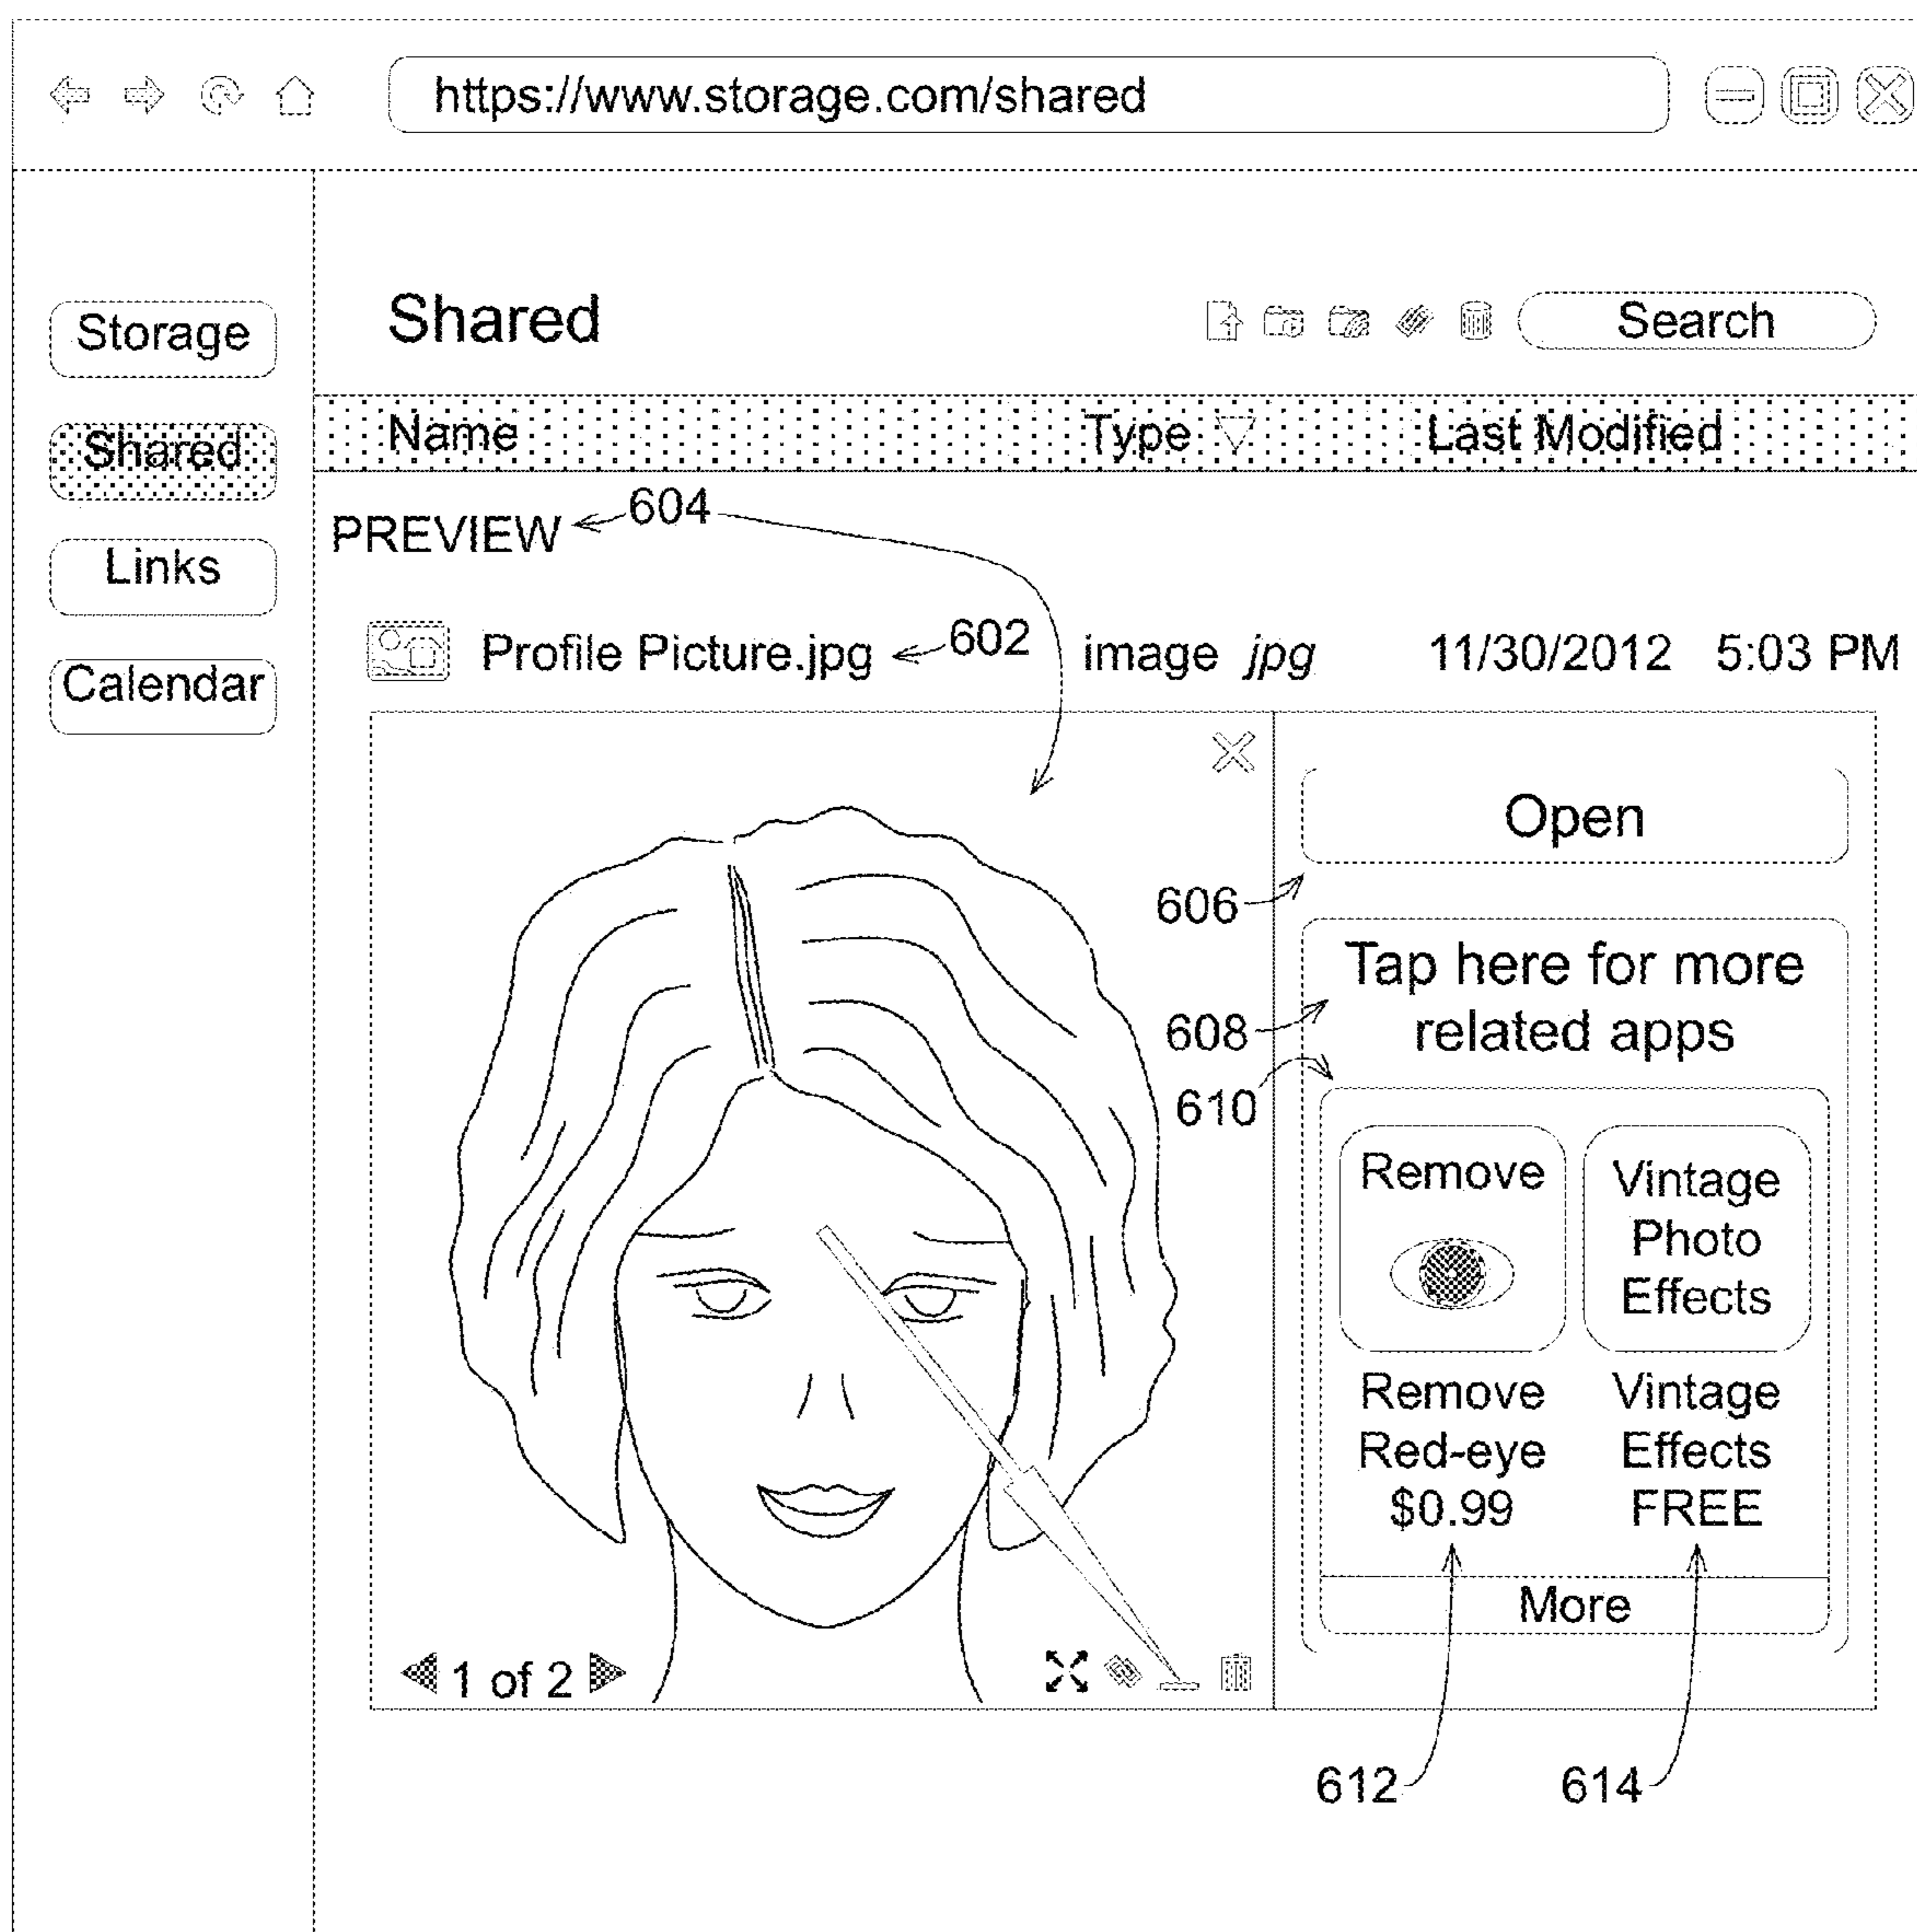 https://www.storage.com/shared
Storage
Shared
Links
Calendar
Shared
Search
Name Type Last Modified
PREVIEW 604
Profile Picture.jpg 602 image jpg 11/30/2012 5:03 PM
Open
606
Tap here for more
related apps
608
610
Remove
Vintage
Photo
Effects
Remove
Red-eye
$0.99
Vintage
Effects
FREE
More
1 of 2
612 614